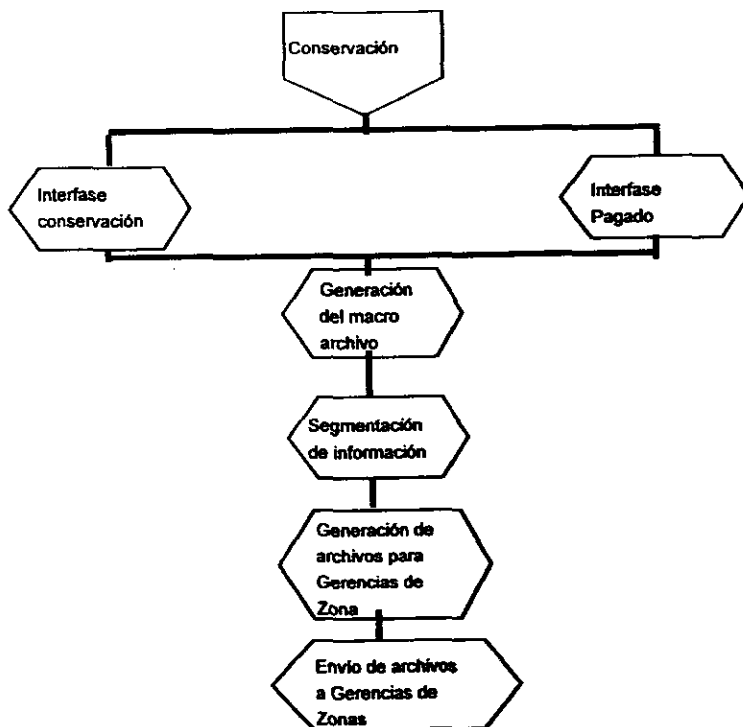 Conservación
Interfase
conservación
Interfase
Pagado
Generación
del macro
archivo
Segmentación
de información
Generación de
archivos para
Gerencias de
Zona
Envío de archivos
a Gerencias de
Zonas